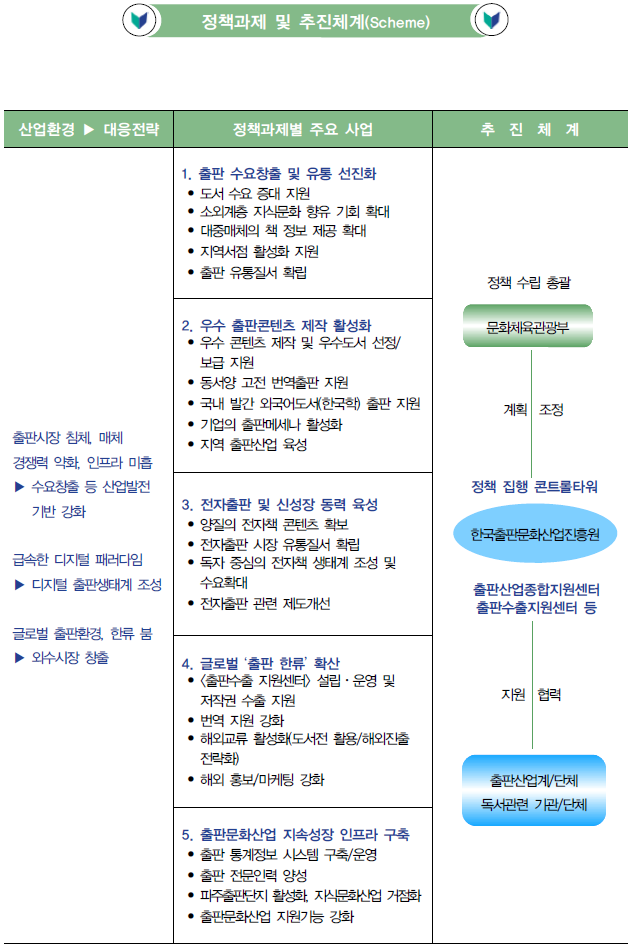 정책과제 및 추진체계(Scheme)
산업환경 ▶ 대응전략
정책과제별 주요 사업
추 진 체 계
출판시장 침체, 매체
경쟁력 약화, 인프라 미흡
▶ 수요창출 등 산업발전
기반 강화
급속한 디지털 패러다임
▶ 디지털 출판생태계 조성
글로벌 출판환경, 한류 붐
▶ 외수시장 창출
1. 출판 수요창출 및 유통 선진화
• 도서 수요 증대 지원
• 소외계층 지식문화 향유 기회 확대
• 대중매체의 책 정보 제공 확대
• 지역서점 활성화 지원
• 출판 유통질서 확립
2. 우수 출판콘텐츠 제작 활성화
• 우수 콘텐츠 제작 및 우수도서 선정/
보급 지원
• 동서양 고전 번역출판 지원
• 국내 발간 외국어도서(한국학) 출판 지원
• 기업의 출판메세나 활성화
• 지역 출판산업 육성
3. 전자출판 및 신성장 동력 육성
• 양질의 전자책 콘텐츠 확보
• 전자출판 시장 유통질서 확립
• 독자 중심의 전자책 생태계 조성 및
수요확대
• 전자출판 관련 제도개선
4. 글로벌 ‘출판 한류’ 확산
• 〈출판수출 지원센터〉 설립·운영 및
저작권 수출 지원
• 번역 지원 강화
• 해외교류 활성화(도서전 활용/해외진출
전략화)
• 해외 홍보/마케팅 강화
5. 출판문화산업 지속성장 인프라 구축
• 출판 통계정보 시스템 구축/운영
• 출판 전문인력 양성
• 파주출판단지 활성화, 지식문화산업 거점화
• 출판문화산업 지원기능 강화
정책 수립 총괄
문화체육관광부
계획 조정
정책 집행 콘트롤타워
한국출판문화산업진흥원
출판산업종합지원센터
출판수출지원센터 등
지원 협력
출판산업계/단체
독서관련 기관/단체